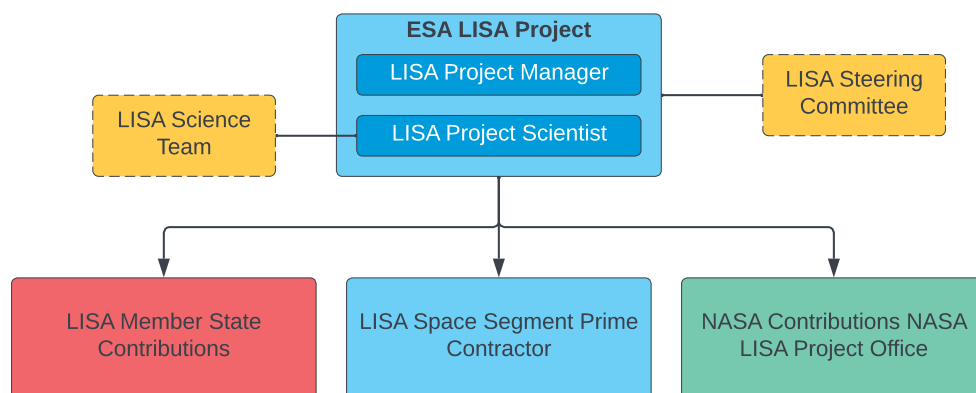 ESA LISA Project
LISA Project Manager
LISA Steering
Committee
LISA Science
Team
LISA Project Scientist
LISA Member State
Contributions
LISA Space Segment Prime
Contractor
NASA Contributions NASA
LISA Project Office